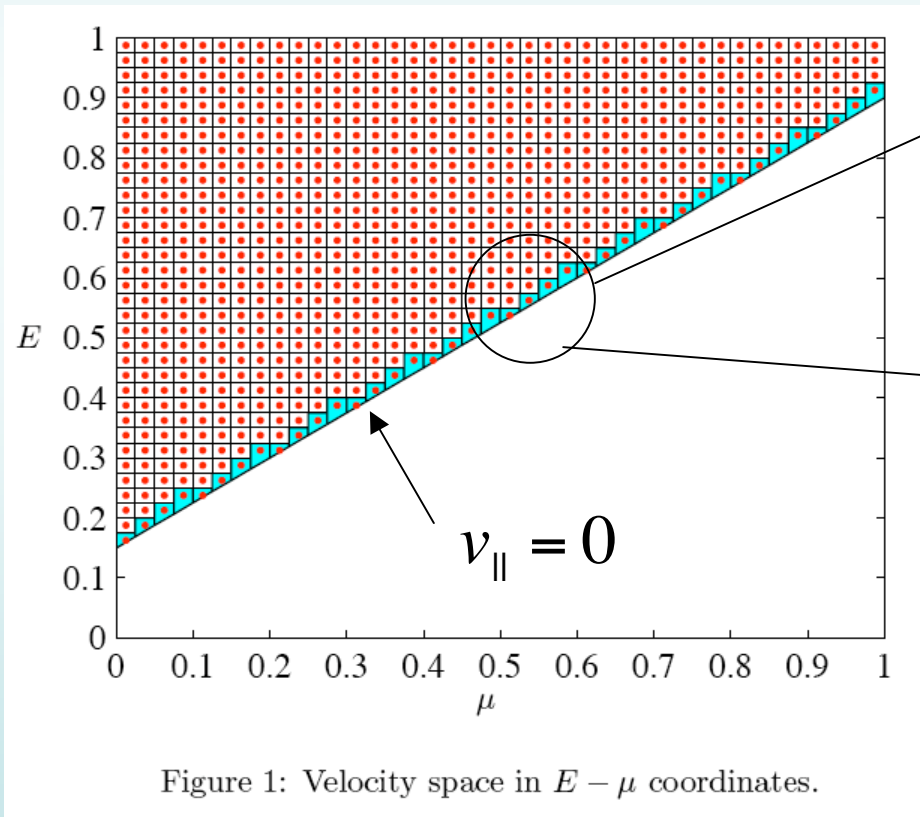 1
0.9
0.8
0.7
0.6
E 0.5
0.4
0.3
0.2
0.1
0
v∥ = 0
0 0.1 0.2 0.3 0.4 0.5 0.6 0.7 0.8 0.9 1
μ
Figure 1: Velocity space in E − μ coordinates.